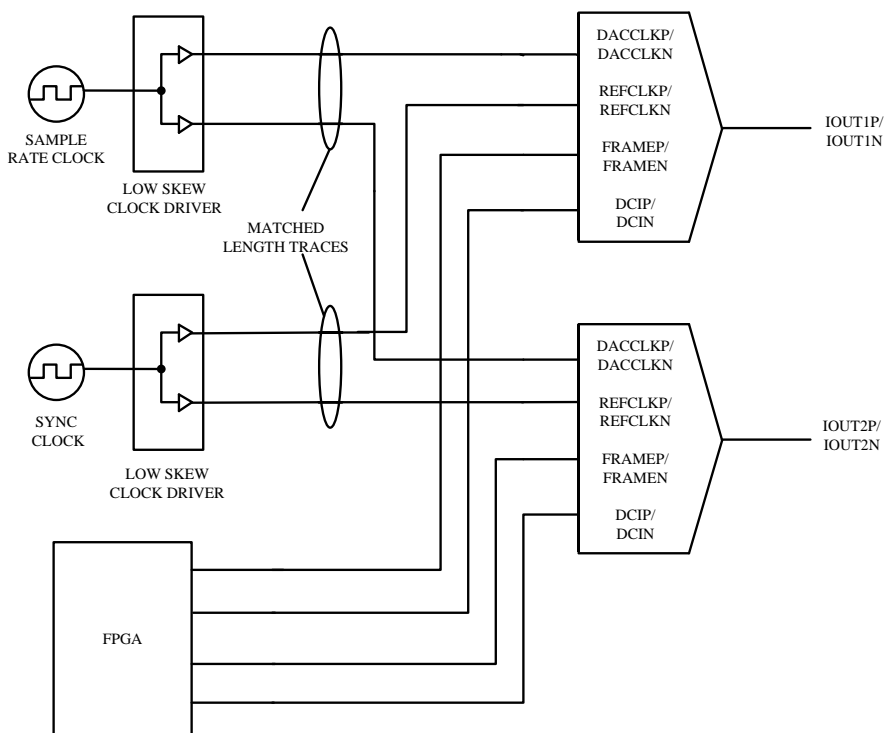 SAMPLE
RATE CLOCK
LOW SKEW
CLOCK DRIVER
MATCHED
LENGTH TRACES
DACCLKP/
DACCLKN
REFCLKP/
REFCLKN
FRAMEP/
FRAMEN
DCIP/
DCIN
IOUT1P/
IOUT1N
SYNC
CLOCK
LOW SKEW
CLOCK DRIVER
DACCLKP/
DACCLKN
REFCLKP/
REFCLKN
FRAMEP/
FRAMEN
DCIP/
DCIN
IOUT2P/
IOUT2N
FPGA